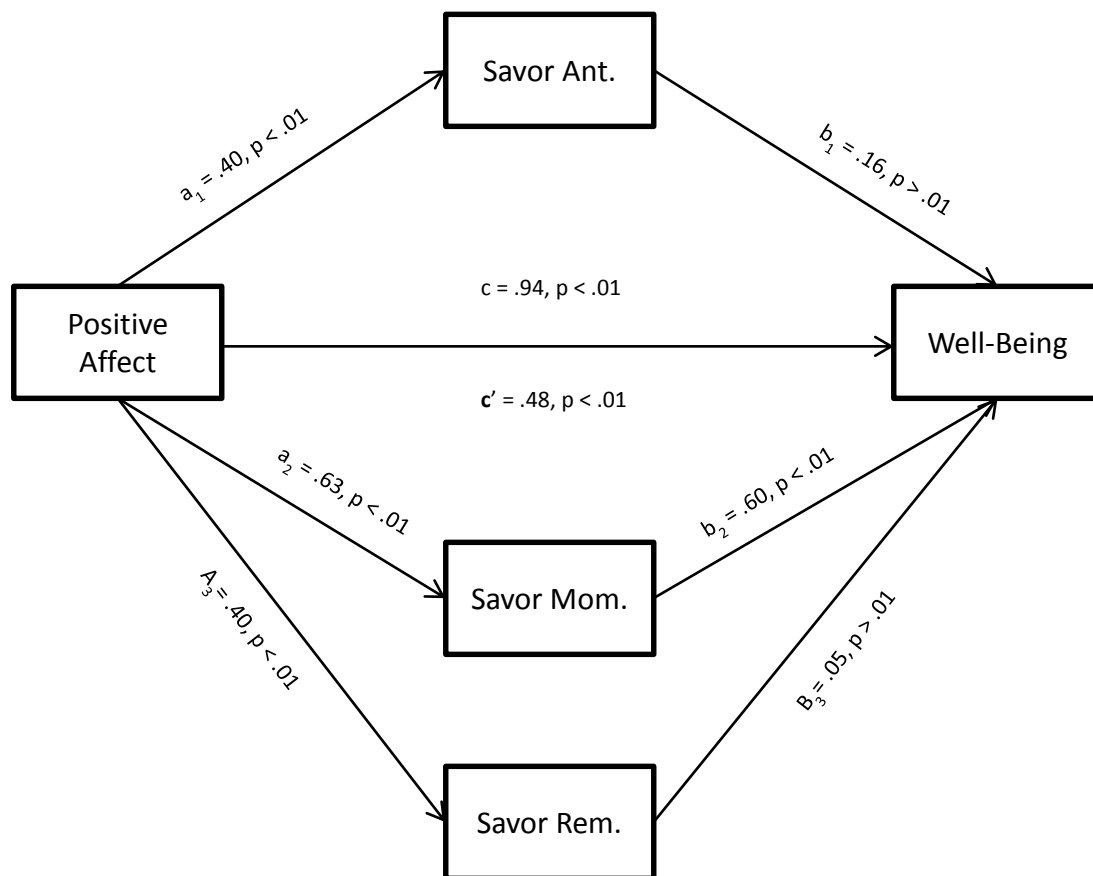 Savor Ant.
a₁ = .40, p < .01
b₁ = .16, p > .01
c = .94, p < .01
Positive
Affect
Well-Being
c’ = .48, p < .01
a₂ = .63, p < .01
b₂ = .60, p < .01
Savor Mom.
A₃ = .40, p < .01
B₃ = .05, p > .01
Savor Rem.